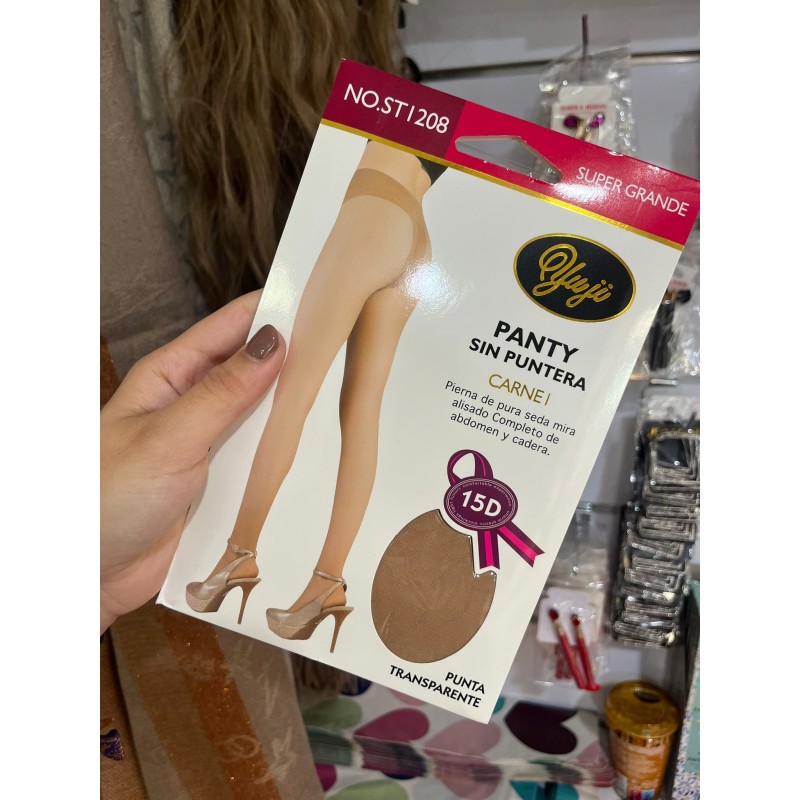 NO.ST1208
SUPER GRANDE
Yuji
PANTY
SIN PUNTERA
CARNE I
Pierna de pura seda mira
alisado Completo de
abdomen y cadera.
15D
PUNTA
TRANSPARENTE